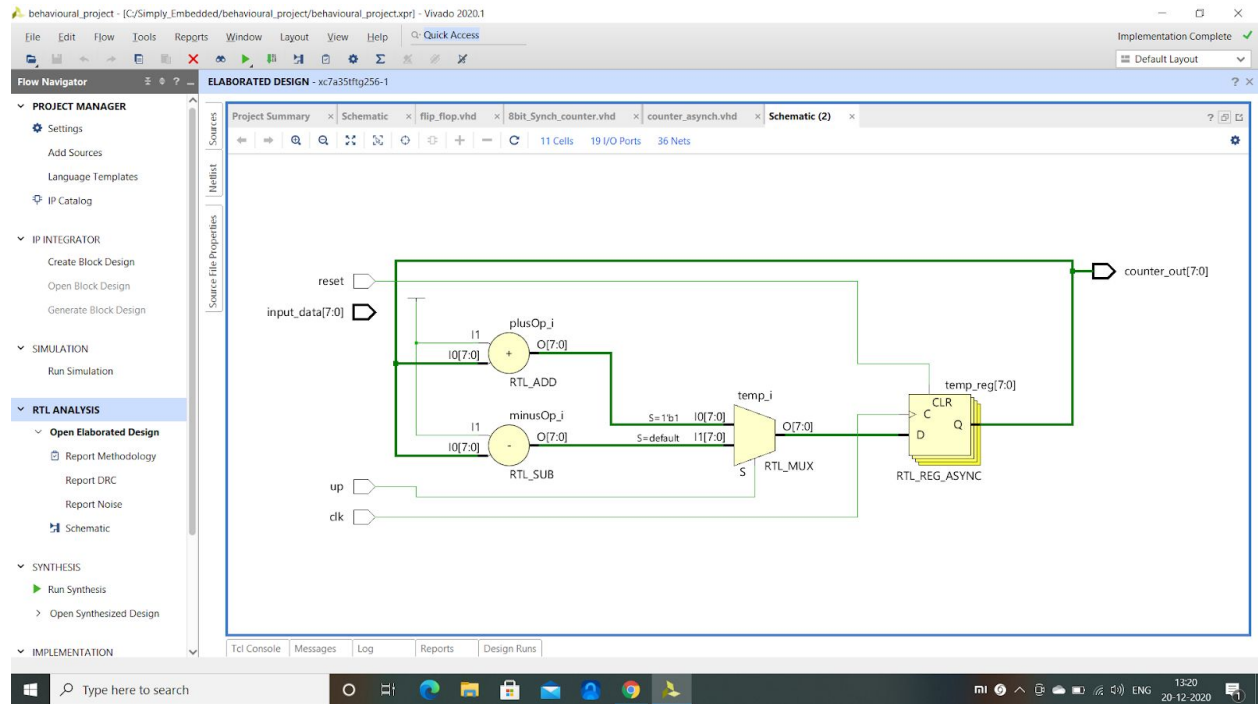 behavioural_project - [C:/Simply_Embedded/behavioural_project/behavioural_project.xpr] - Vivado 2020.1
File Edit Flow Tools Reports Window Layout View Help Quick Access Implementation Complete
Default Layout
Flow Navigator
ELABORATED DESIGN - xc7a35tftg256-1
PROJECT MANAGER
Settings
Add Sources
Language Templates
IP Catalog
IP INTEGRATOR
Create Block Design
Open Block Design
Generate Block Design
SIMULATION
Run Simulation
RTL ANALYSIS
Open Elaborated Design
Report Methodology
Report DRC
Report Noise
Schematic
SYNTHESIS
Run Synthesis
Open Synthesized Design
IMPLEMENTATION
Sources
Netlist
Source File Properties
Project Summary Schematic flip_flop.vhd 8bit_Synch_counter.vhd counter_asynch.vhd Schematic (2)
11 Cells 19 I/O Ports 36 Nets
reset
input_data[7:0]
counter_out[7:0]
plusOp_i
I1
I0[7:0]
+
O[7:0]
RTL_ADD
minusOp_i
I1
I0[7:0]
-
O[7:0]
RTL_SUB
temp_i
S=1'b1 I0[7:0]
S=default I1[7:0]
O[7:0]
S
RTL_MUX
temp_reg[7:0]
CLR
C
Q
D
RTL_REG_ASYNC
up
clk
Tcl Console Messages Log Reports Design Runs
Type here to search
ENG
13:20
20-12-2020
1